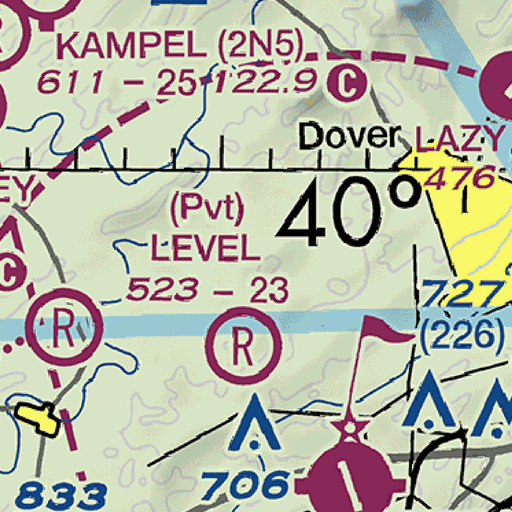 KAMPEL (2N5)
611 - 25 122.9 C
Dover LAZY
476
EY
(Pvt)
LEVEL
523 - 23
40°
C
727
(226)
R
R
706
833